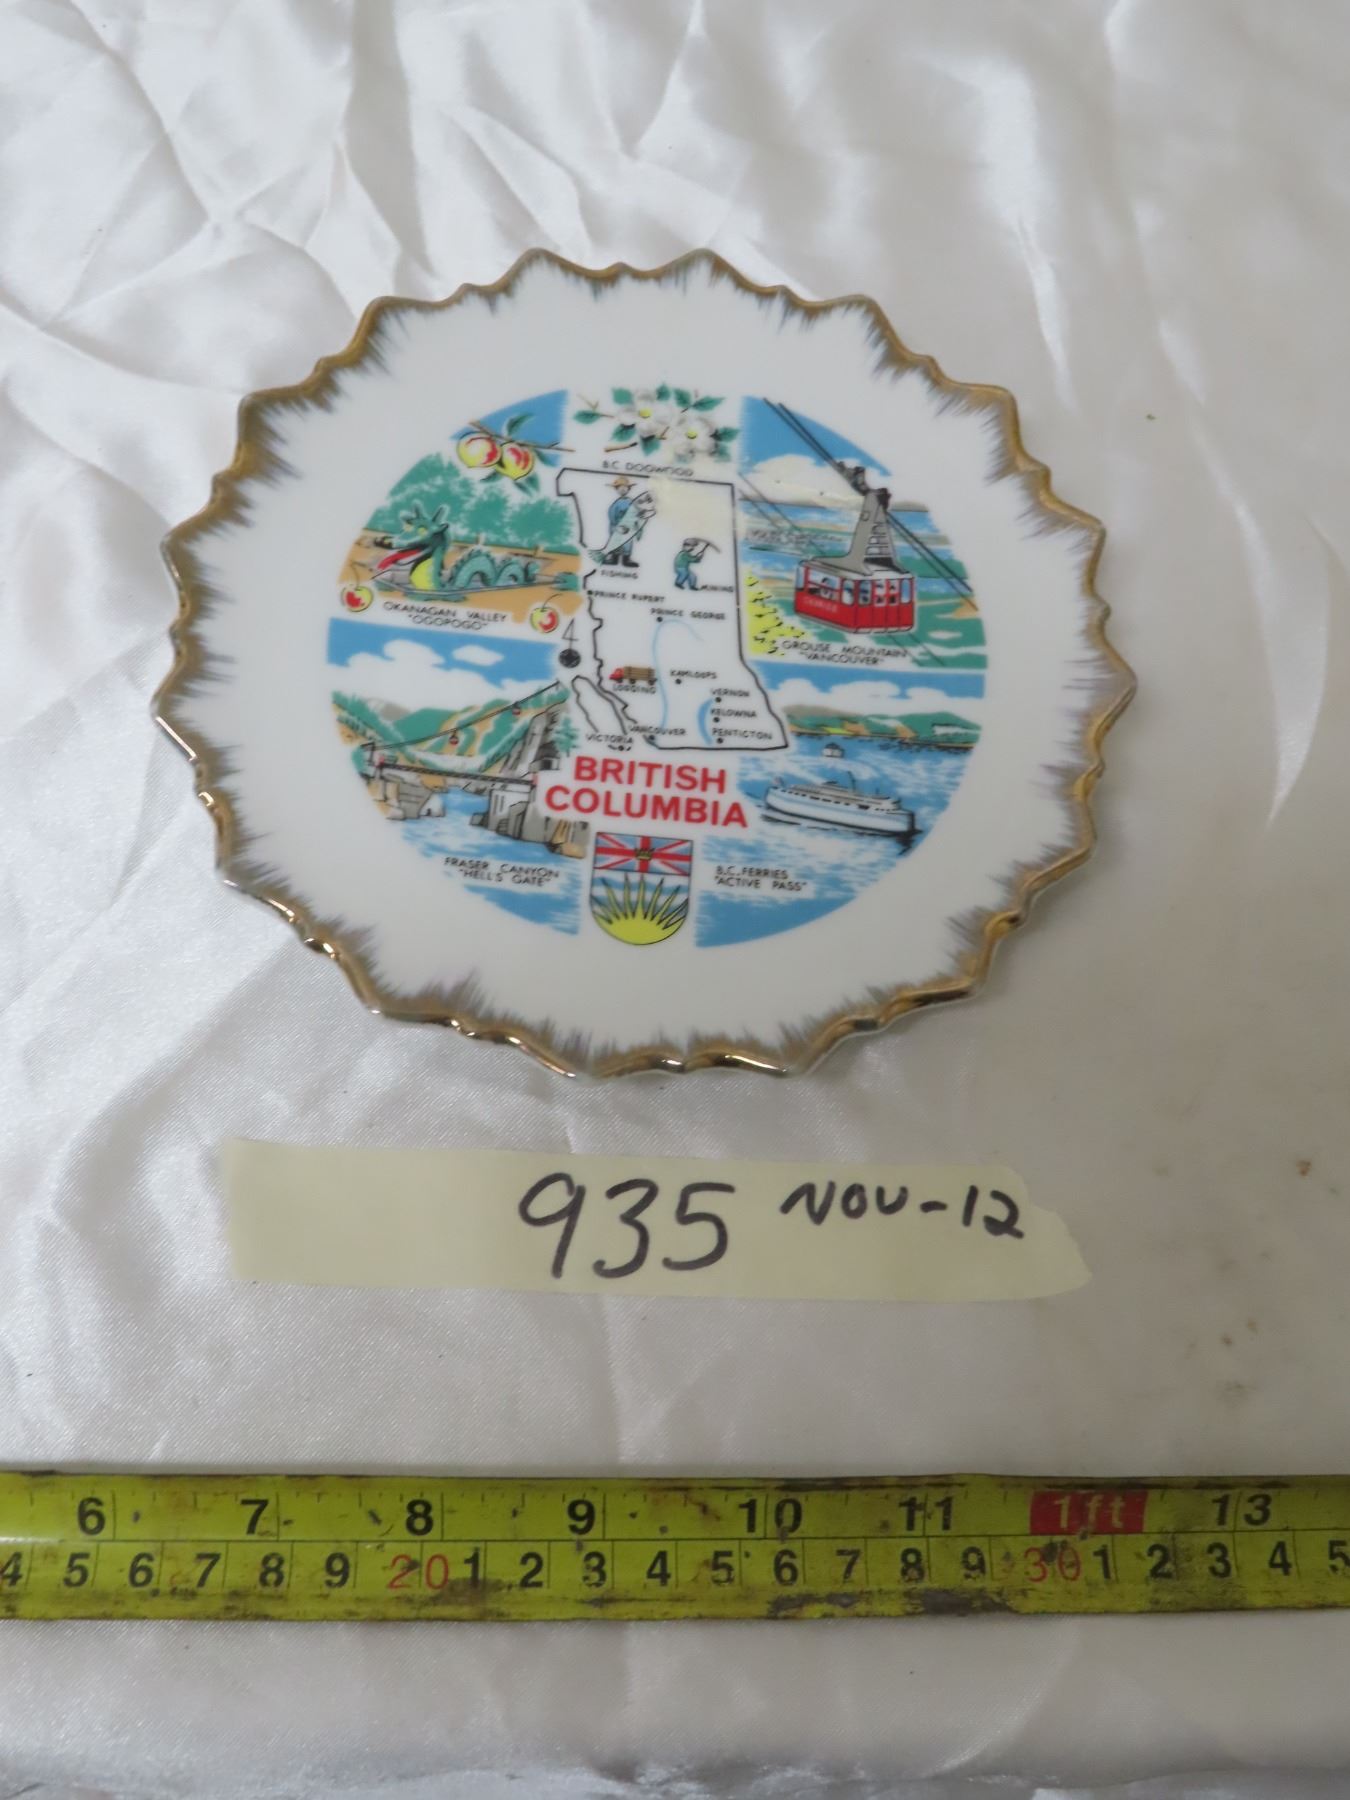 B.C. DOGWOOD
FISHING
MINING
PRINCE RUPERT
PRINCE GEORGE
OKANAGAN VALLEY
"OGOPOGO"
GROUSE MOUNTAIN
"VANCOUVER"
LOGGING
KAMLOOPS
VERNON
KELOWNA
VANCOUVER
PENTICTON
VICTORIA
BRITISH
COLUMBIA
FRASER CANYON
"HELL'S GATE"
B.C. FERRIES
"ACTIVE PASS"
935 NOV-12
6 7 8 9 10 11 1ft 13
4 5 6 7 8 9 20 1 2 3 4 5 6 7 8 9 30 1 2 3 4 5